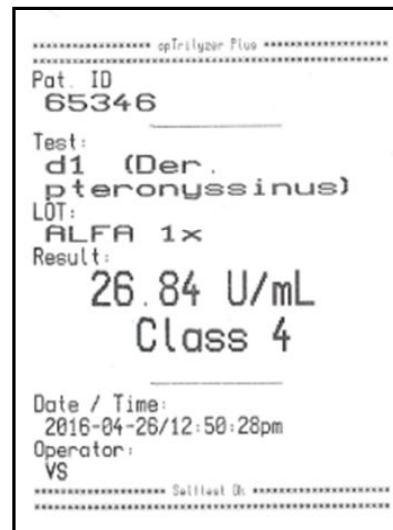 ****************** opTrilyzer Plus *****************
Pat. ID
65346
Test:
d1 (Der.
pteronyssinus)
LOT:
ALFA 1x
Result:
26.84 U/mL
Class 4
Date / Time:
2016-04-26/12:50:28pm
Operator:
VS
****************** Selftest Ok ******************